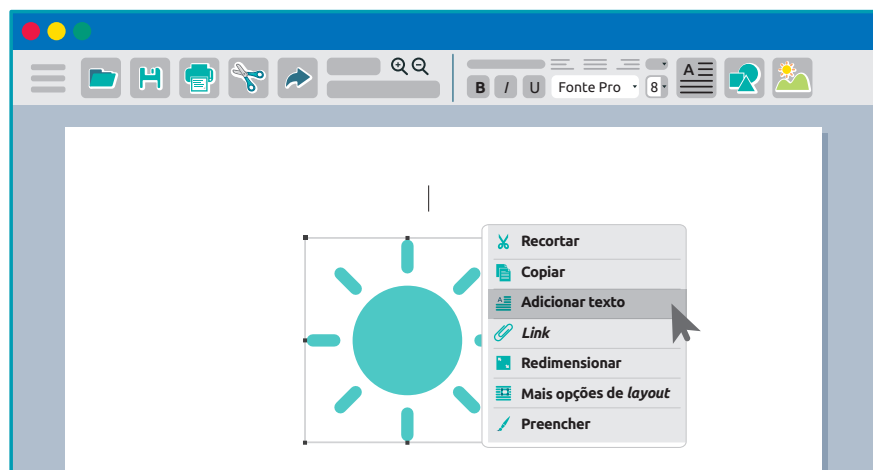 B I U Fonte Pro 8 A
Recortar
Copiar
A Adicionar texto
Link
Redimensionar
Mais opções de layout
Preencher